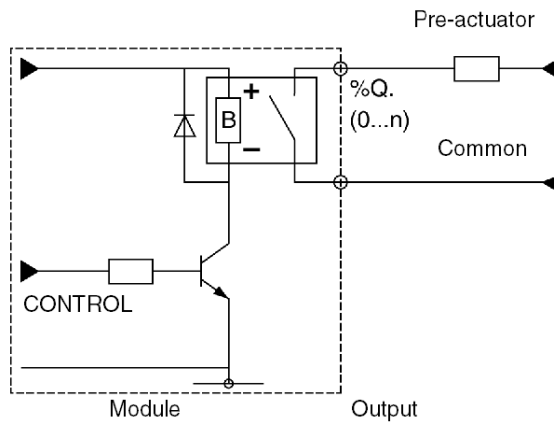 Pre-actuator
+
%Q.
B
(0...n)
−
Common
CONTROL
Module
Output